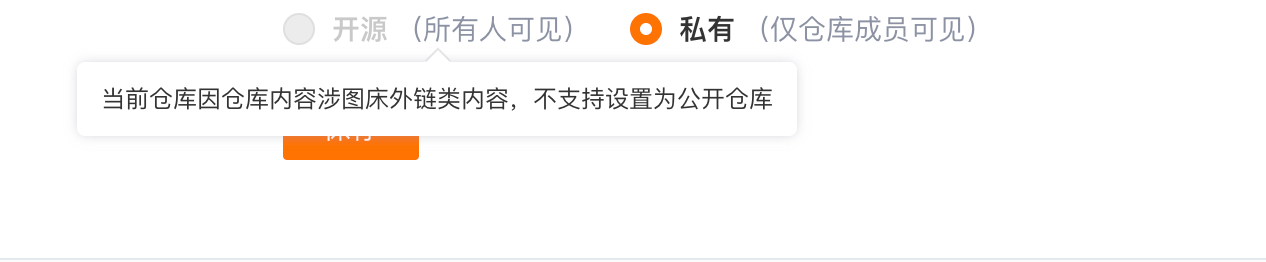 开源 （所有人可见） 私有 （仅仓库成员可见）
当前仓库因仓库内容涉图床外链类内容，不支持设置为公开仓库